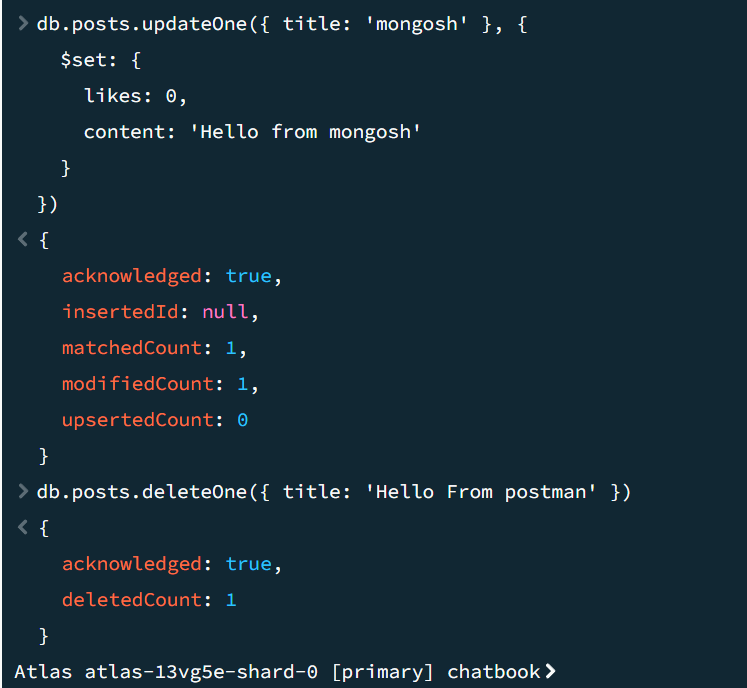 > db.posts.updateOne({ title: 'mongosh' }, {
$set: {
likes: 0,
content: 'Hello from mongosh'
}
})
< {
acknowledged: true,
insertedId: null,
matchedCount: 1,
modifiedCount: 1,
upsertedCount: 0
}
> db.posts.deleteOne({ title: 'Hello From postman' })
< {
acknowledged: true,
deletedCount: 1
}
Atlas atlas-13vg5e-shard-0 [primary] chatbook>